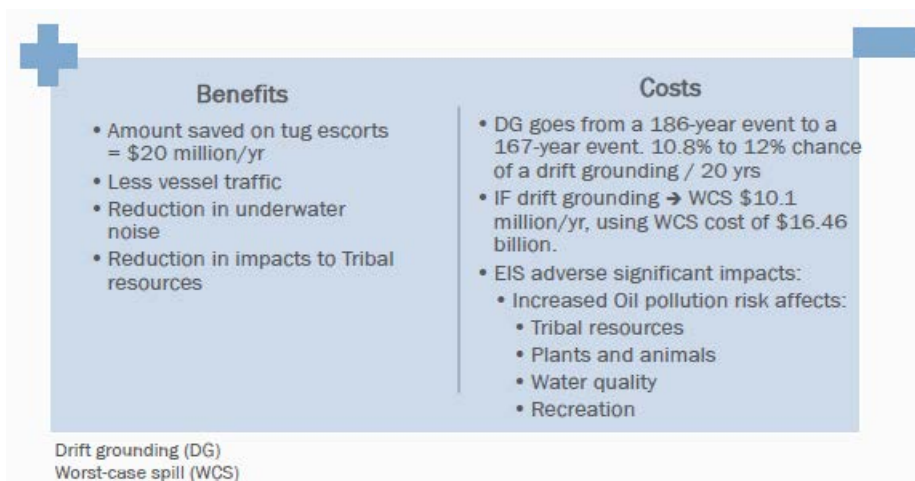 Benefits
• Amount saved on tug escorts
= $20 million/yr
• Less vessel traffic
• Reduction in underwater
noise
• Reduction in impacts to Tribal
resources
Costs
• DG goes from a 186-year event to a
167-year event. 10.8% to 12% chance
of a drift grounding / 20 yrs
• IF drift grounding → WCS $10.1
million/yr, using WCS cost of $16.46
billion.
• EIS adverse significant impacts:
• Increased Oil pollution risk affects:
• Tribal resources
• Plants and animals
• Water quality
• Recreation
Drift grounding (DG)
Worst-case spill (WCS)